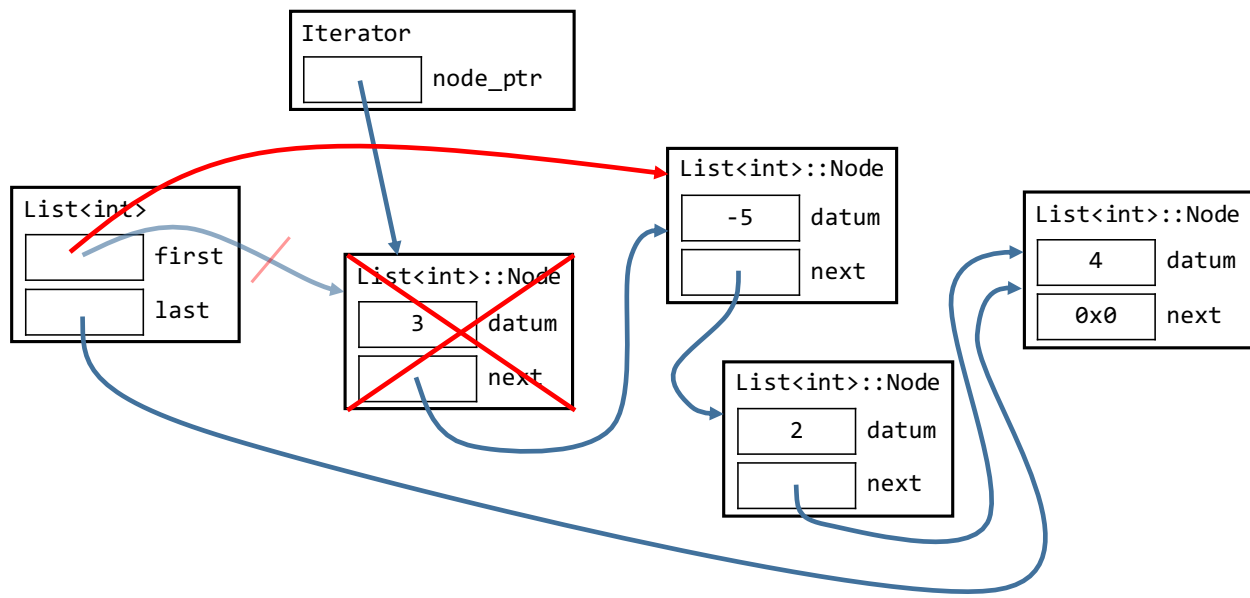 Iterator
node_ptr
List<int>
first
last
List<int>::Node
3 datum
next
List<int>::Node
-5 datum
next
List<int>::Node
2 datum
next
List<int>::Node
4 datum
0x0 next